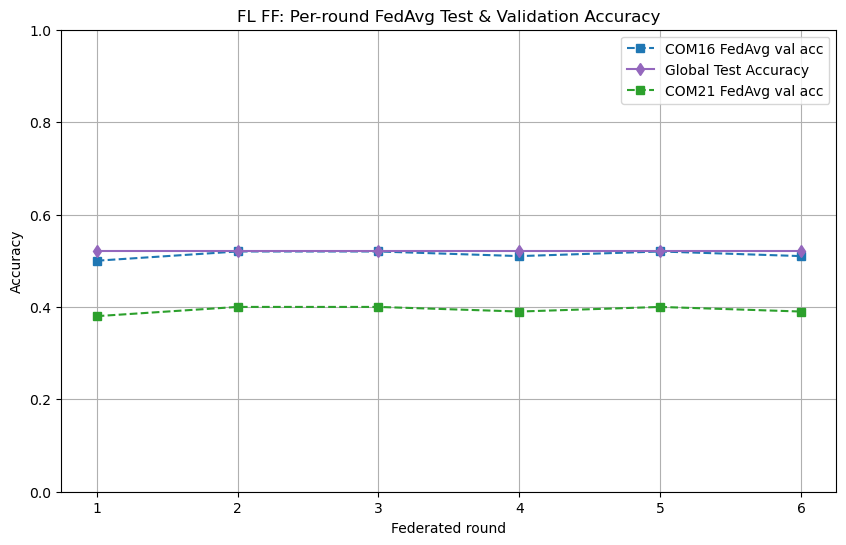 FL FF: Per-round FedAvg Test & Validation Accuracy
COM16 FedAvg val acc
Global Test Accuracy
COM21 FedAvg val acc
Accuracy
1.0
0.8
0.6
0.4
0.2
0.0
1 2 3 4 5 6
Federated round